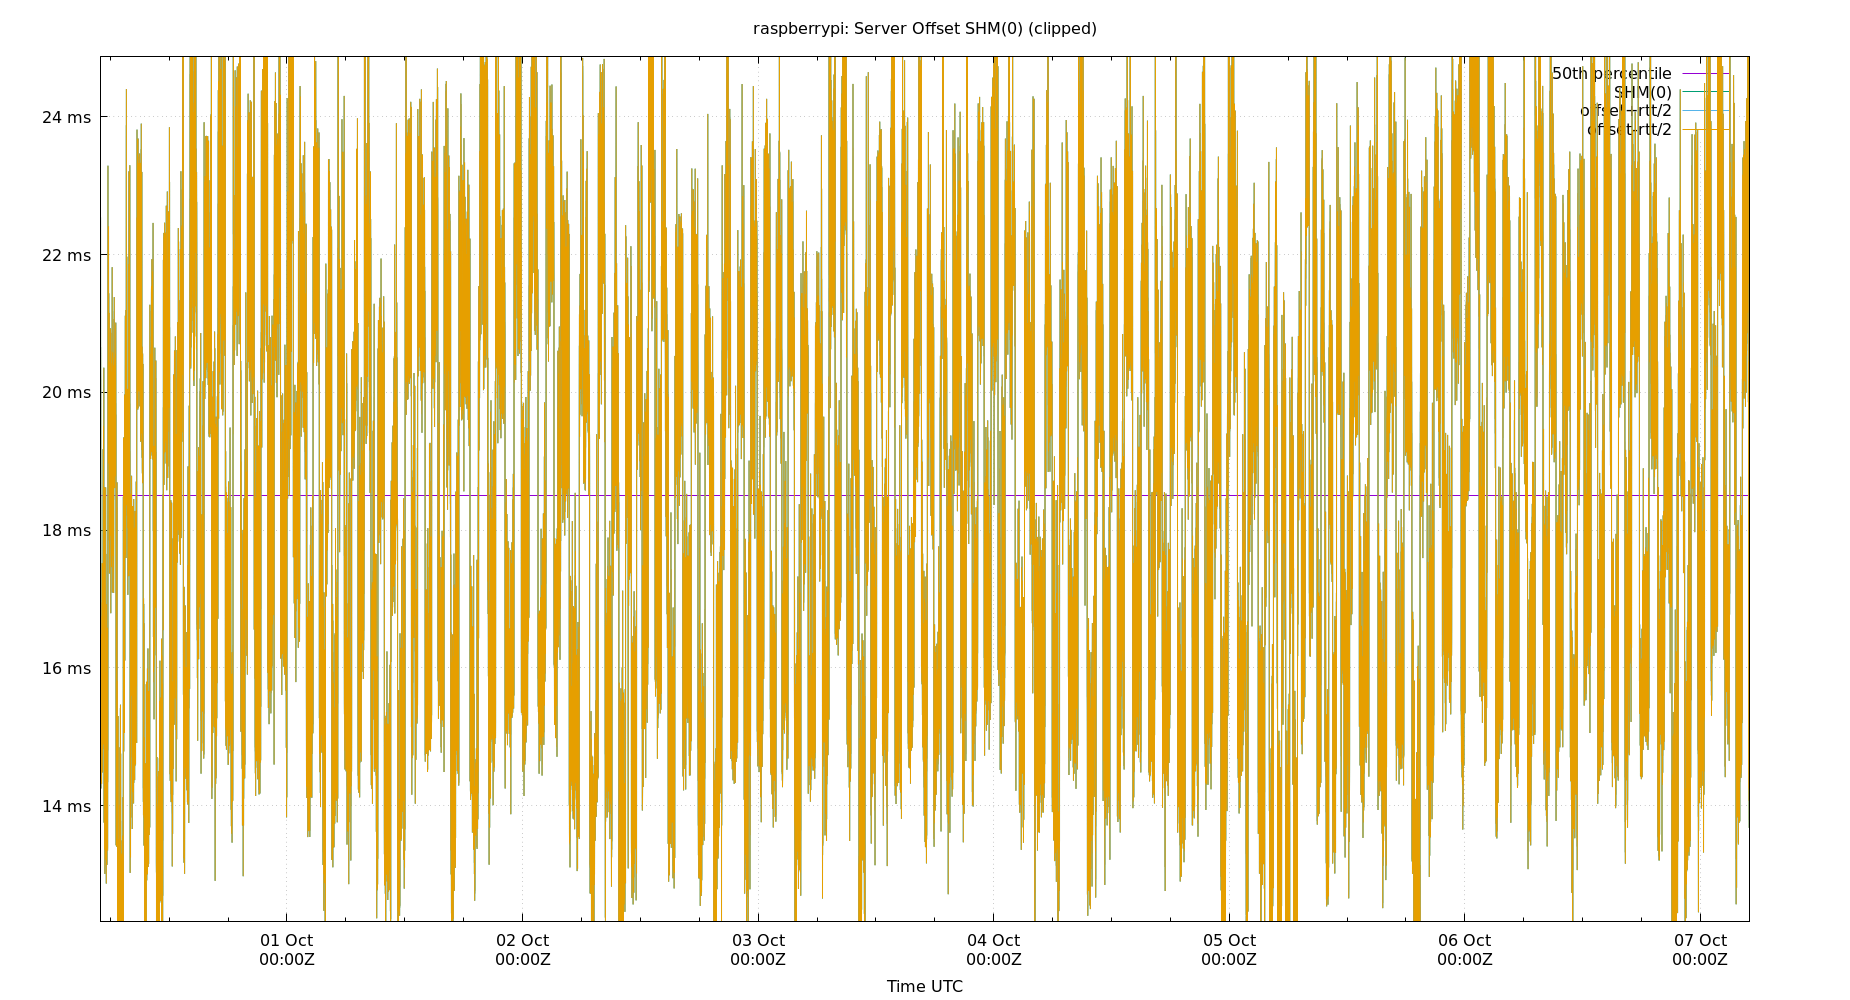 raspberrypi: Server Offset SHM(0) (clipped)
50th percentile
SHM(0)
offset+rtt/2
offset-rtt/2
24 ms
22 ms
20 ms
18 ms
16 ms
14 ms
01 Oct
00:00Z
02 Oct
00:00Z
03 Oct
00:00Z
04 Oct
00:00Z
05 Oct
00:00Z
06 Oct
00:00Z
07 Oct
00:00Z
Time UTC